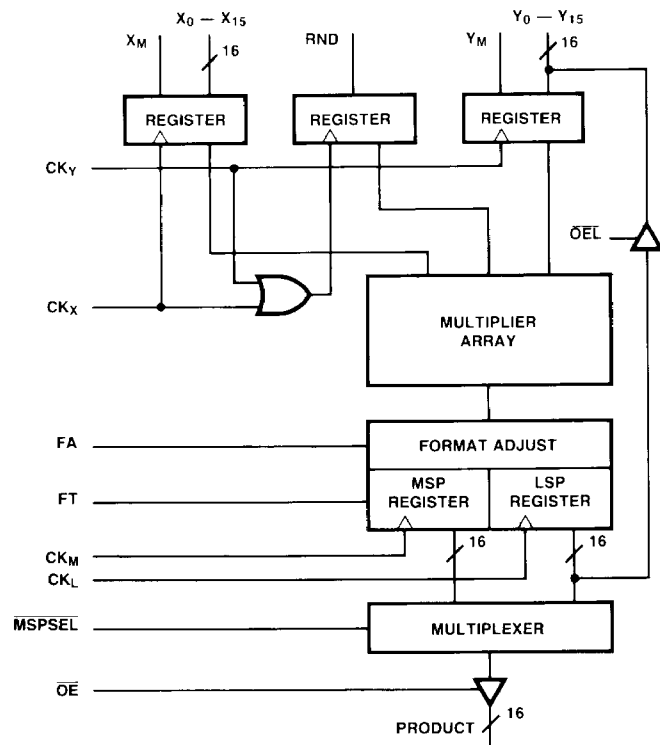 X_M
X_0 — X_15
16
RND
Y_M
Y_0 — Y_15
16
REGISTER
REGISTER
REGISTER
CK_Y
OEL
CK_X
MULTIPLIER
ARRAY
FA
FORMAT ADJUST
FT
MSP
REGISTER
LSP
REGISTER
CK_M
16
16
CK_L
MSPSEL
MULTIPLEXER
OE
PRODUCT
16